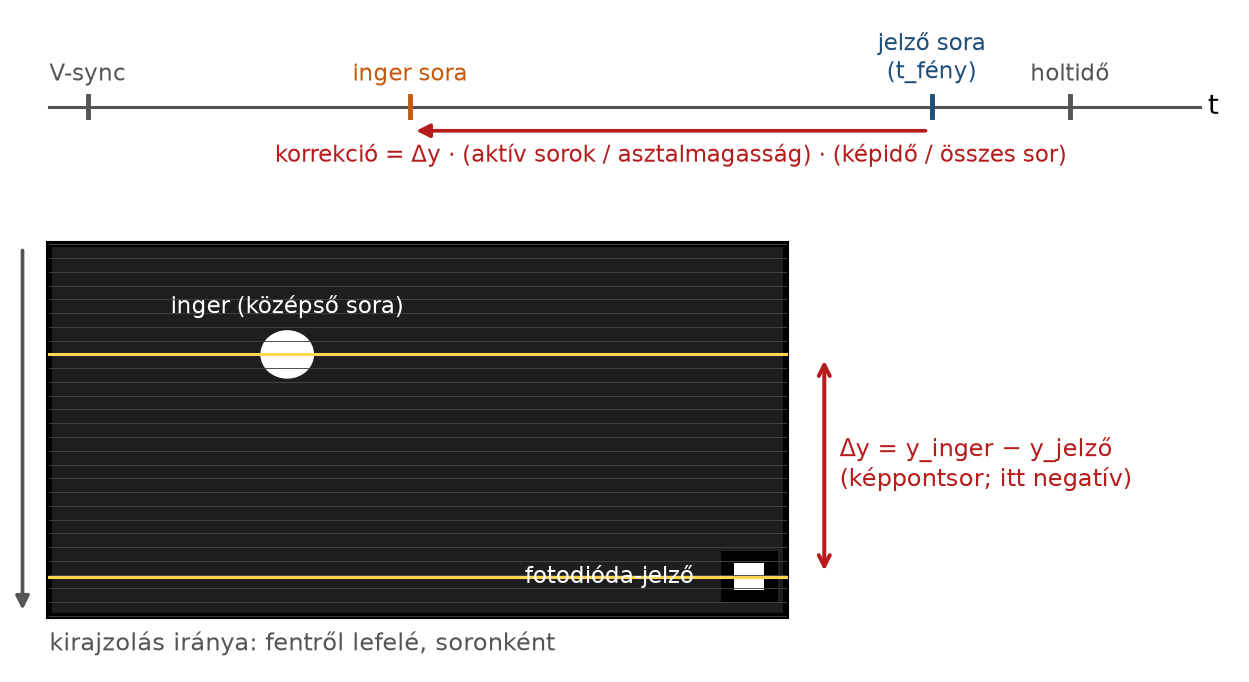 jelző sora
V-sync
inger sora
(t_fény)
holtidő
t
korrekció = Δy · (aktív sorok / asztalmagasság) · (képidő / összes sor)
inger (középső sora)
Δy = y_inger − y_jelző
(képpontsor; itt negatív)
fotodióda-jelző
kirajzolás iránya: fentről lefelé, soronként